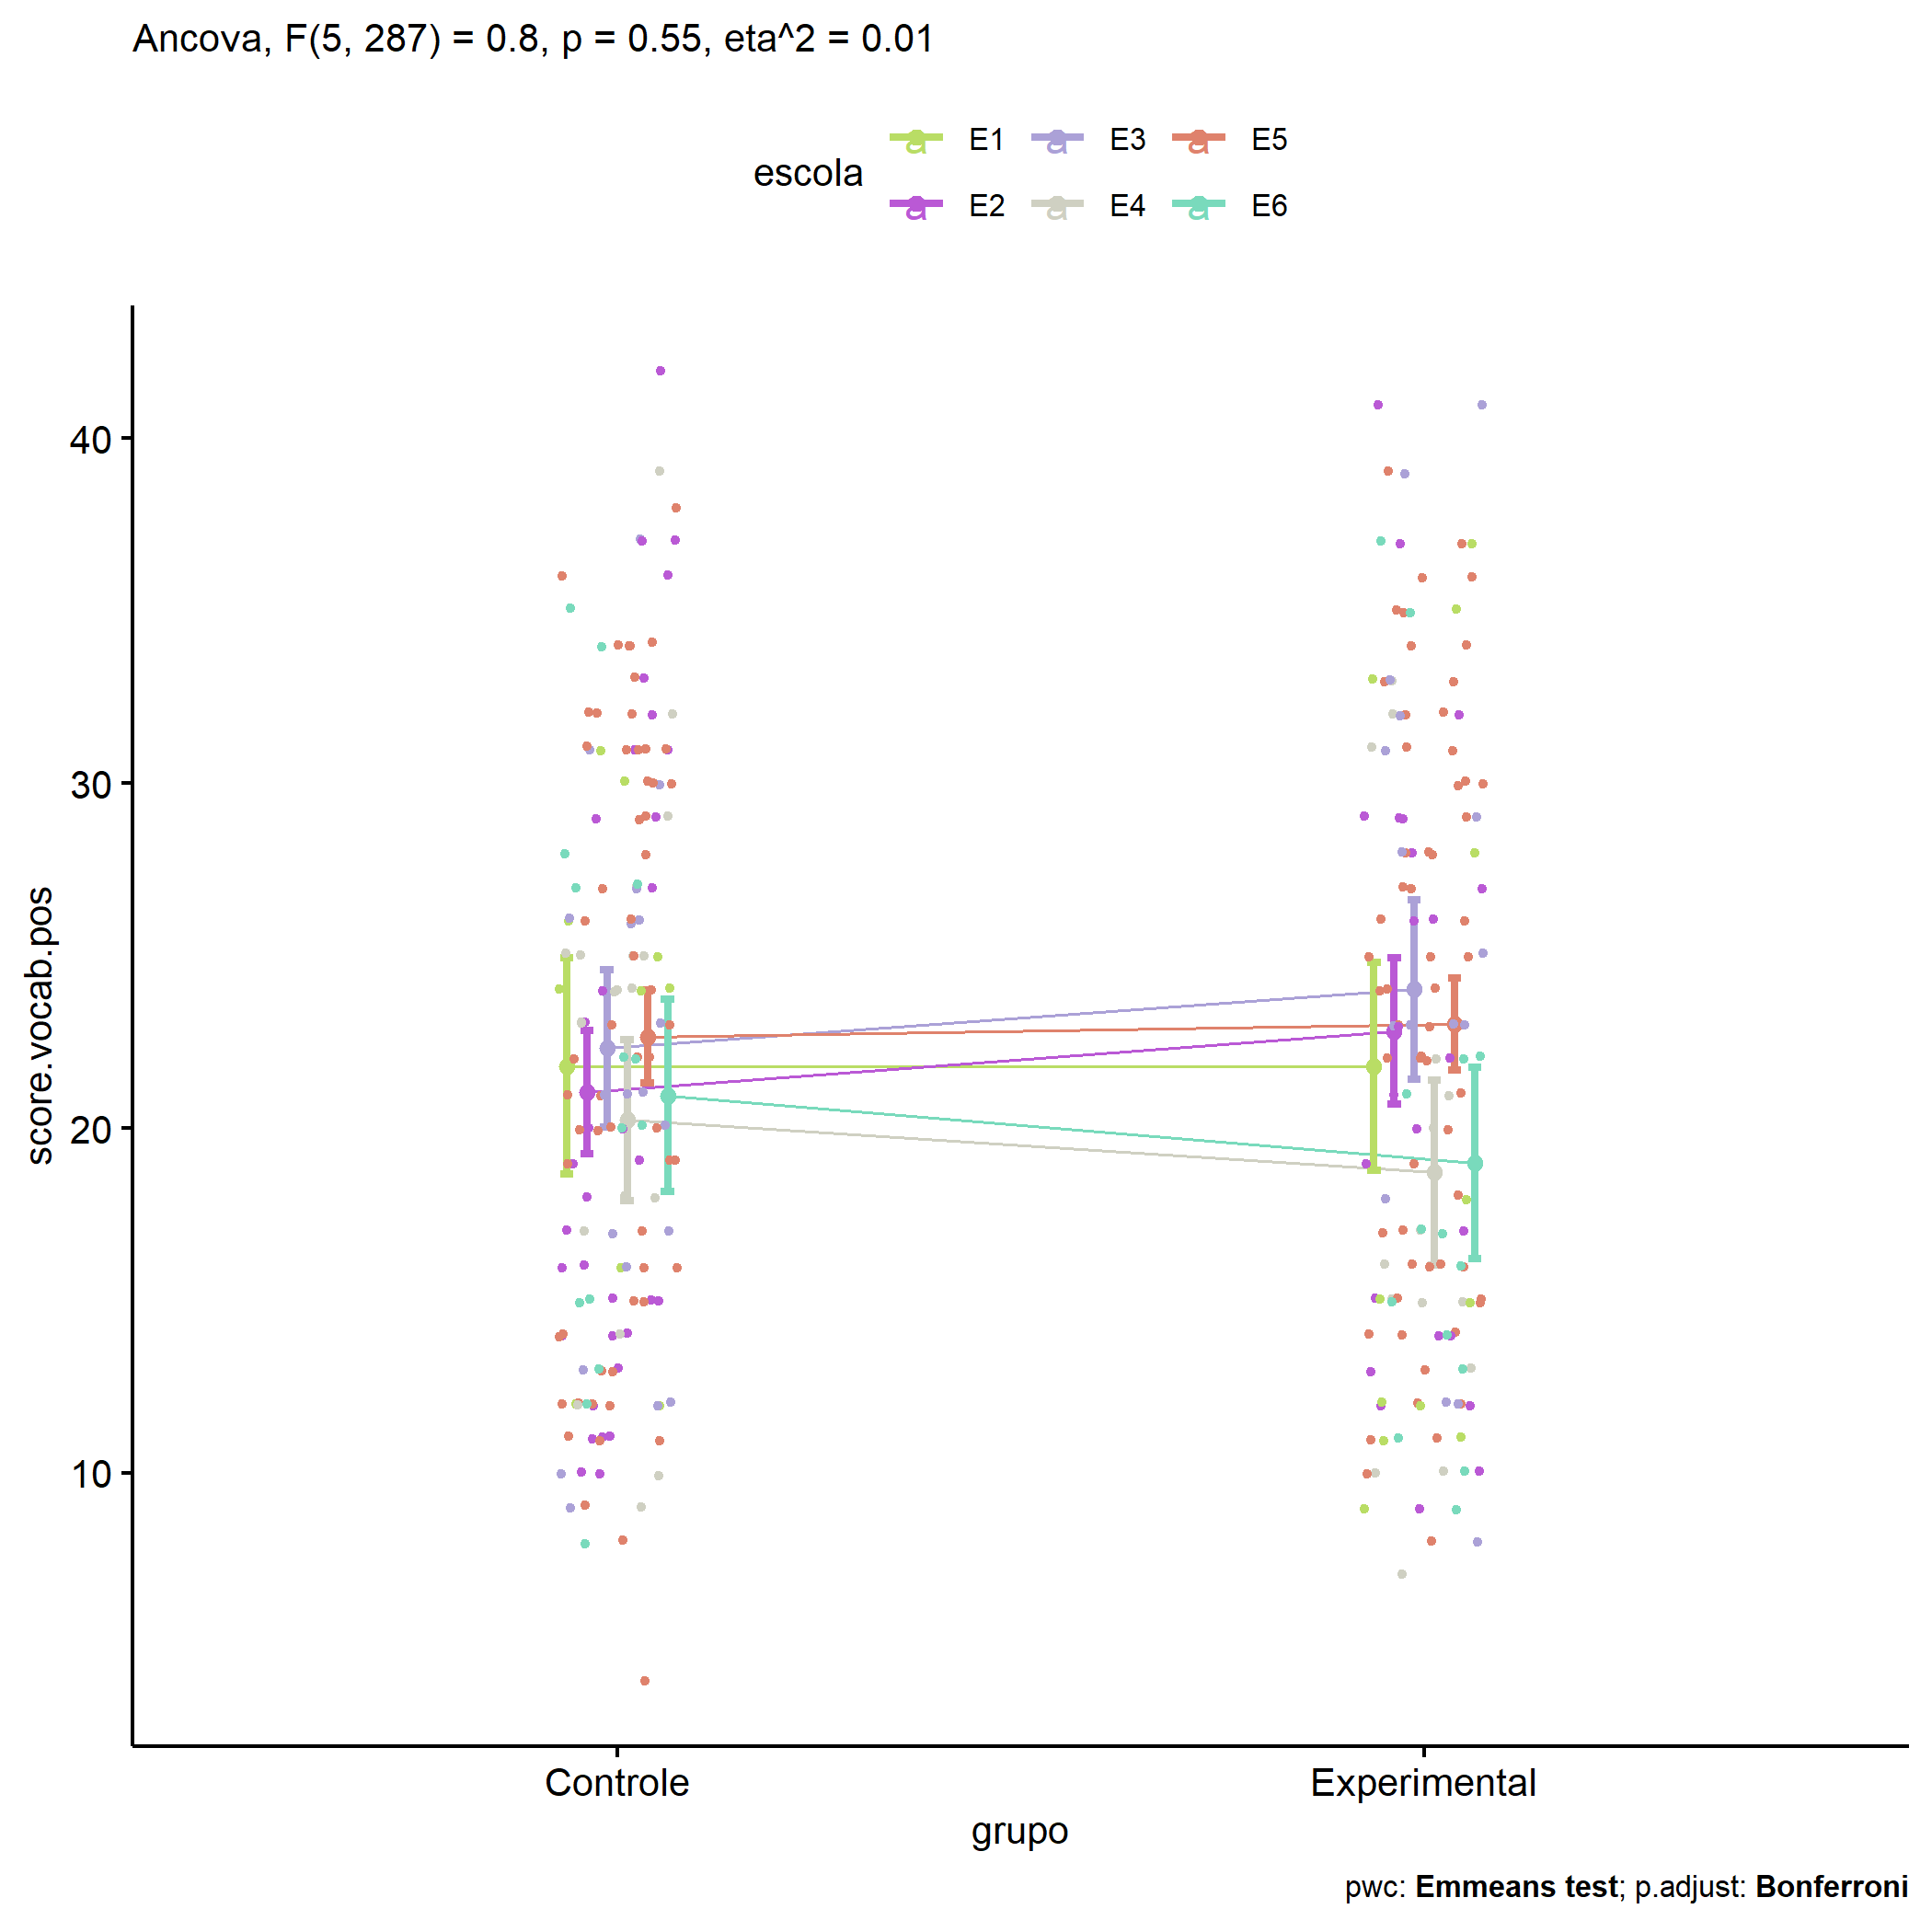 Ancova, F(5, 287) = 0.8, p = 0.55, eta^2 = 0.01
escola
a E1 a E3 a E5
a E2 a E4 a E6
score.vocab.pos
40
30
20
10
Controle Experimental
grupo
pwc: Emmeans test; p.adjust: Bonferroni